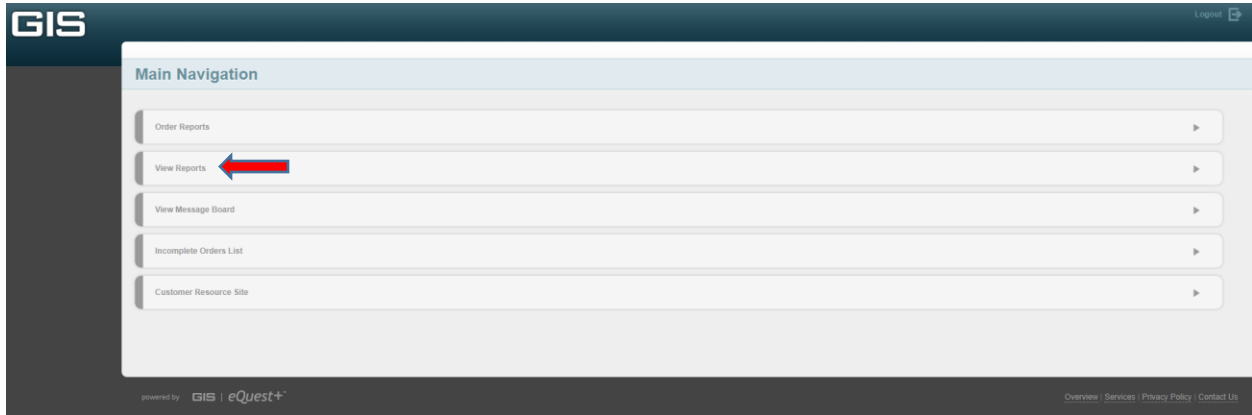 GIS
Logout
Main Navigation
Order Reports
View Reports
View Message Board
Incomplete Orders List
Customer Resource Site
powered by GIS | eQuest+™
Overview | Services | Privacy Policy | Contact Us